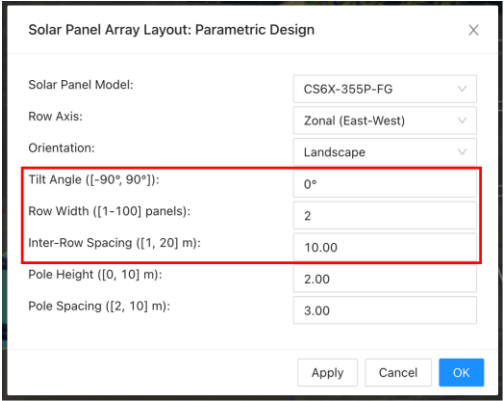 Solar Panel Array Layout: Parametric Design
Solar Panel Model: CS6X-355P-FG
Row Axis: Zonal (East-West)
Orientation: Landscape
Tilt Angle ([-90°, 90°]): 0°
Row Width ([1-100] panels): 2
Inter-Row Spacing ([1, 20] m): 10.00
Pole Height ([0, 10] m): 2.00
Pole Spacing ([2, 10] m): 3.00
Apply Cancel OK